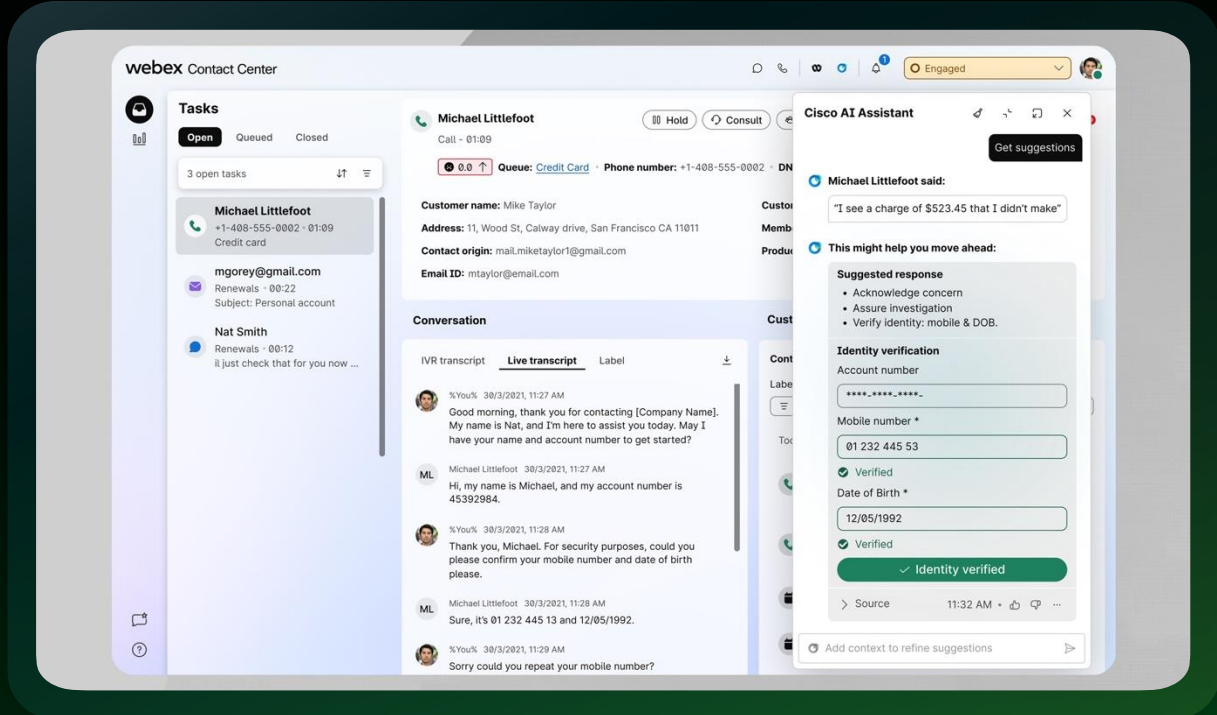 webex Contact Center
1
Engaged
Tasks
Open Queued Closed
3 open tasks
Michael Littlefoot
+1-408-555-0002 · 01:09
Credit card
mgorey@gmail.com
Renewals · 00:22
Subject: Personal account
Nat Smith
Renewals · 00:12
il just check that for you now ...
Michael Littlefoot
Call - 01:09
Hold
Consult
0.0 Queue: Credit Card · Phone number: +1-408-555-0002 · DN
Customer name: Mike Taylor
Address: 11, Wood St, Calway drive, San Francisco CA 11011
Contact origin: mail.miketaylor1@gmail.com
Email ID: mtaylor@email.com
Custo
Memb
Produ
Conversation
IVR transcript Live transcript Label
%You% 30/3/2021, 11:27 AM
Good morning, thank you for contacting [Company Name].
My name is Nat, and I'm here to assist you today. May I
have your name and account number to get started?
ML
Michael Littlefoot 30/3/2021, 11:27 AM
Hi, my name is Michael, and my account number is
45392984.
%You% 30/3/2021, 11:28 AM
Thank you, Michael. For security purposes, could you
please confirm your mobile number and date of birth
please.
ML
Michael Littlefoot 30/3/2021, 11:28 AM
Sure, it's 01 232 445 13 and 12/05/1992.
%You% 30/3/2021, 11:29 AM
Sorry could you repeat your mobile number?
Cust
Cont
Labe
Toc
Cisco AI Assistant
Get suggestions
Michael Littlefoot said:
"I see a charge of $523.45 that I didn't make"
This might help you move ahead:
Suggested response
• Acknowledge concern
• Assure investigation
• Verify identity: mobile & DOB.
Identity verification
Account number
****-****-****-
Mobile number *
01 232 445 53
Verified
Date of Birth *
12/05/1992
Verified
Identity verified
Source 11:32 AM •
Add context to refine suggestions